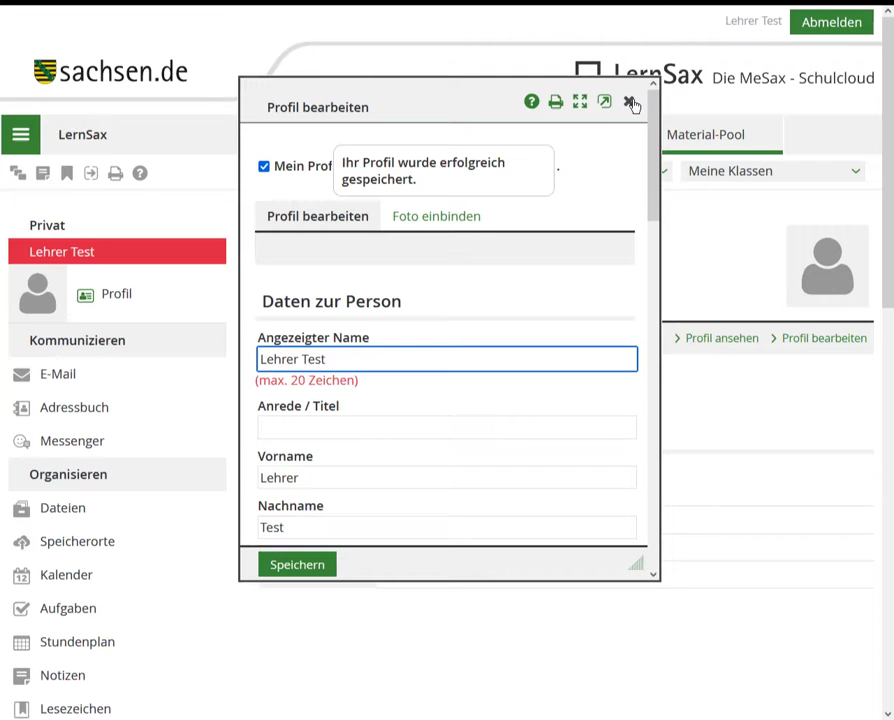 Lehrer Test
Abmelden
sachsen.de
LernSax Die MeSax - Schulcloud
LernSax
Material-Pool
Meine Klassen
Privat
Lehrer Test
Profil
Kommunizieren
E-Mail
Adressbuch
Messenger
Organisieren
Dateien
Speicherorte
12
Kalender
Aufgaben
Stundenplan
Notizen
Lesezeichen
Profil bearbeiten
Mein Prof
Ihr Profil wurde erfolgreich
gespeichert.
.
Profil bearbeiten Foto einbinden
Daten zur Person
Angezeigter Name
Lehrer Test
(max. 20 Zeichen)
Anrede / Titel
Vorname
Lehrer
Nachname
Test
Speichern
Profil ansehen Profil bearbeiten